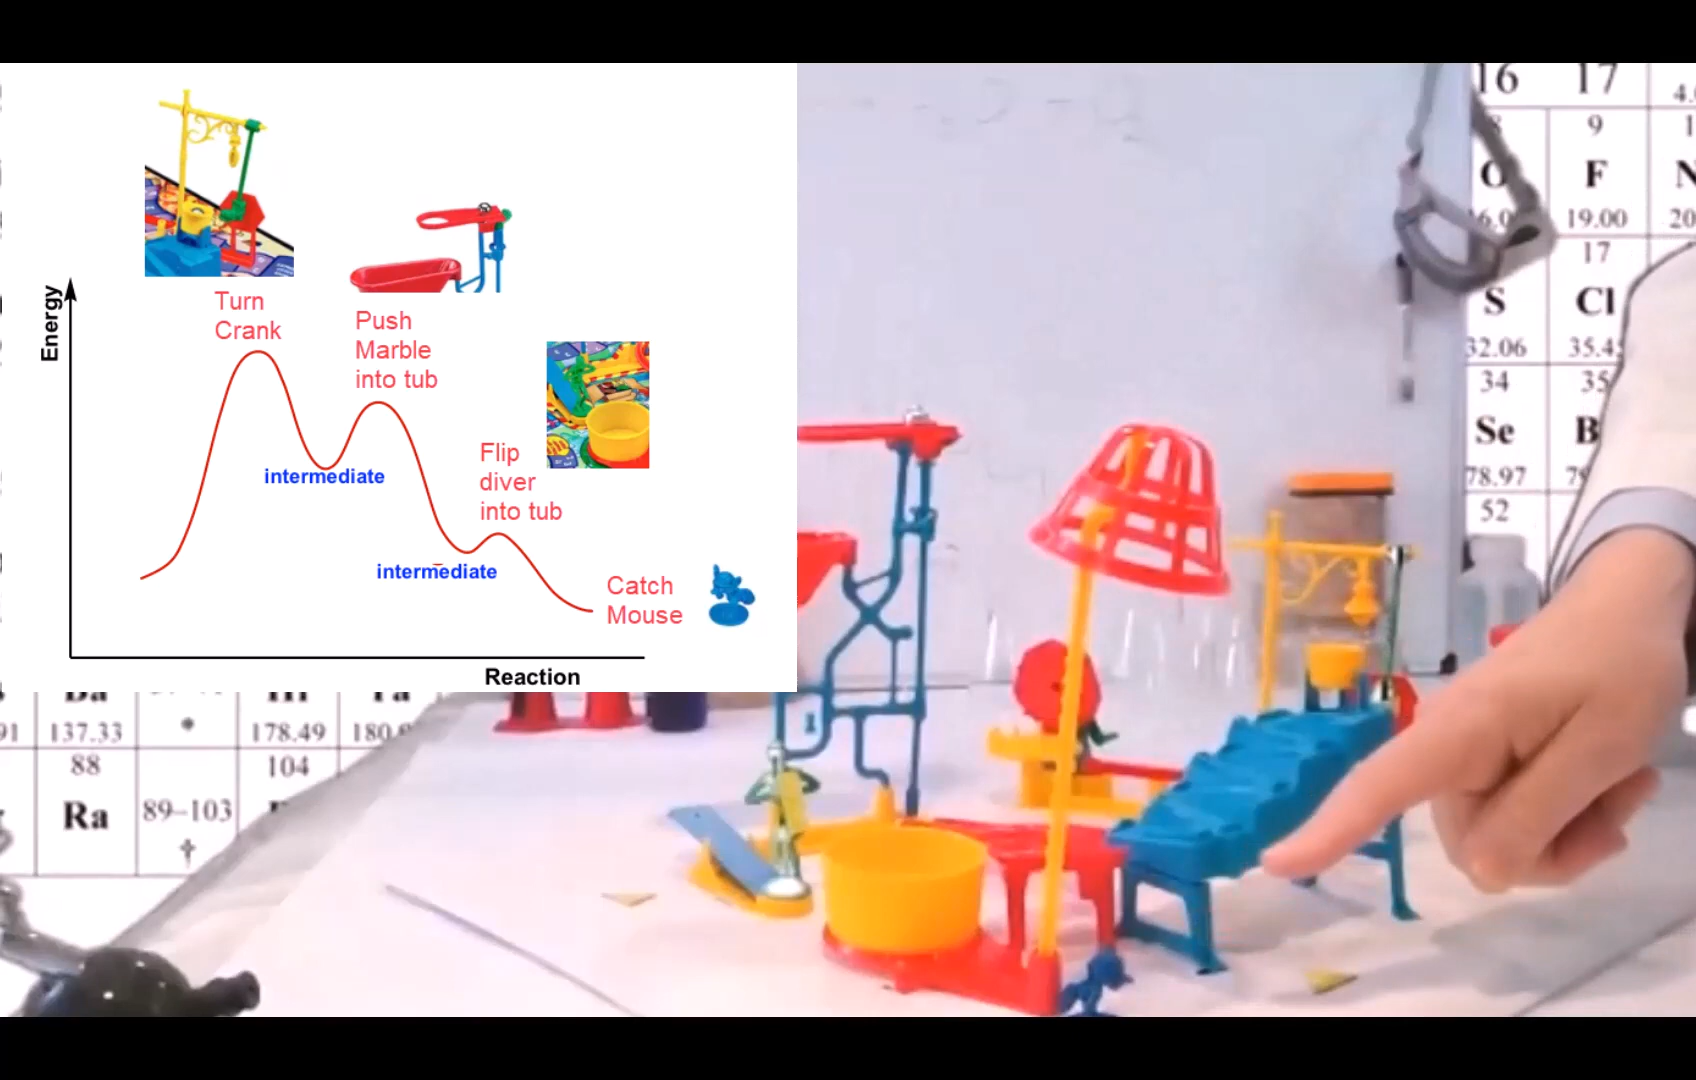 Energy
Turn
Crank
Push
Marble
into tub
intermediate
Flip
diver
into tub
intermediate
Catch
Mouse
Reaction
16
17
9
O
F
19.00
17
S
Cl
32.06
34
Se
78.97
52
137.33
178.49
88
104
Ra
89–103
†